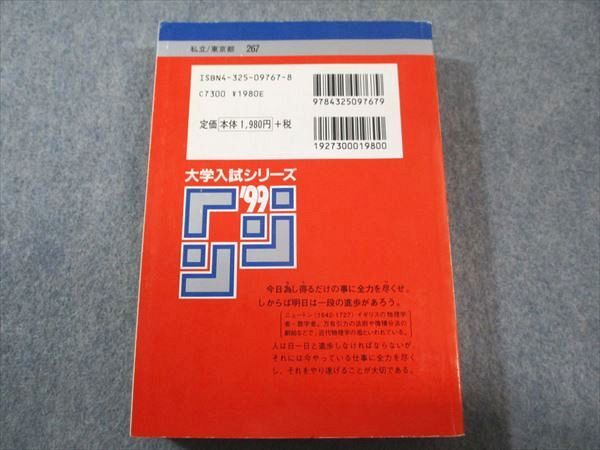 私立/東京都 267
ISBN4-325-09767-8
C7300 ¥1980E
9784325097679
定価 本体1,980円 +税
1927300019800
大学入試シリーズ
'99
今日為し得るだけの事に全力を尽くせ。
しからば明日は一段の進歩があろう。
ニュートン(1642-1727)イギリスの物理学
者・数学者。万有引力の法則や微積分法の
創始などで,近代物理学の祖といわれている。
人は日一日と進歩しなければならないが,
それには今やっている仕事に全力を尽く
し,それをやり遂げることが大切である。